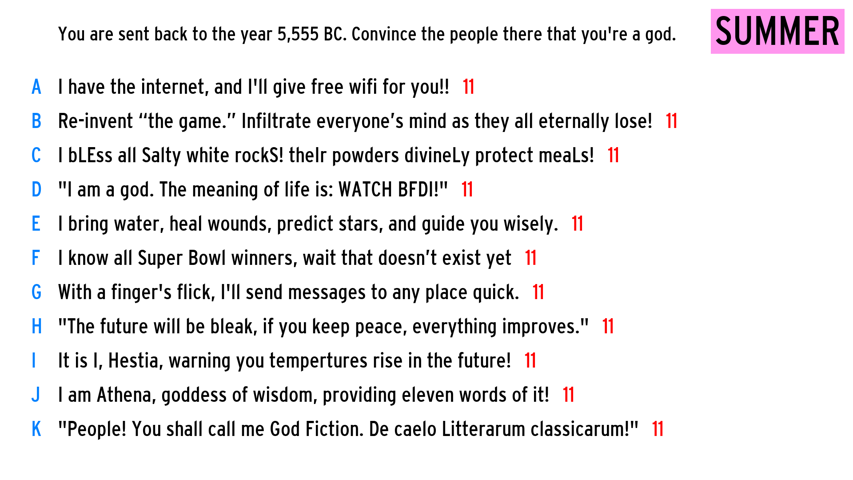 You are sent back to the year 5,555 BC. Convince the people there that you're a god.
SUMMER
A I have the internet, and I'll give free wifi for you!! 11
B Re-invent “the game.” Infiltrate everyone’s mind as they all eternally lose! 11
C I bLEss all Salty white rockS! theIr powders divineLy protect meaLs! 11
D "I am a god. The meaning of life is: WATCH BFDI!" 11
E I bring water, heal wounds, predict stars, and guide you wisely. 11
F I know all Super Bowl winners, wait that doesn’t exist yet 11
G With a finger's flick, I'll send messages to any place quick. 11
H "The future will be bleak, if you keep peace, everything improves." 11
I It is I, Hestia, warning you tempertures rise in the future! 11
J I am Athena, goddess of wisdom, providing eleven words of it! 11
K "People! You shall call me God Fiction. De caelo Litterarum classicarum!" 11